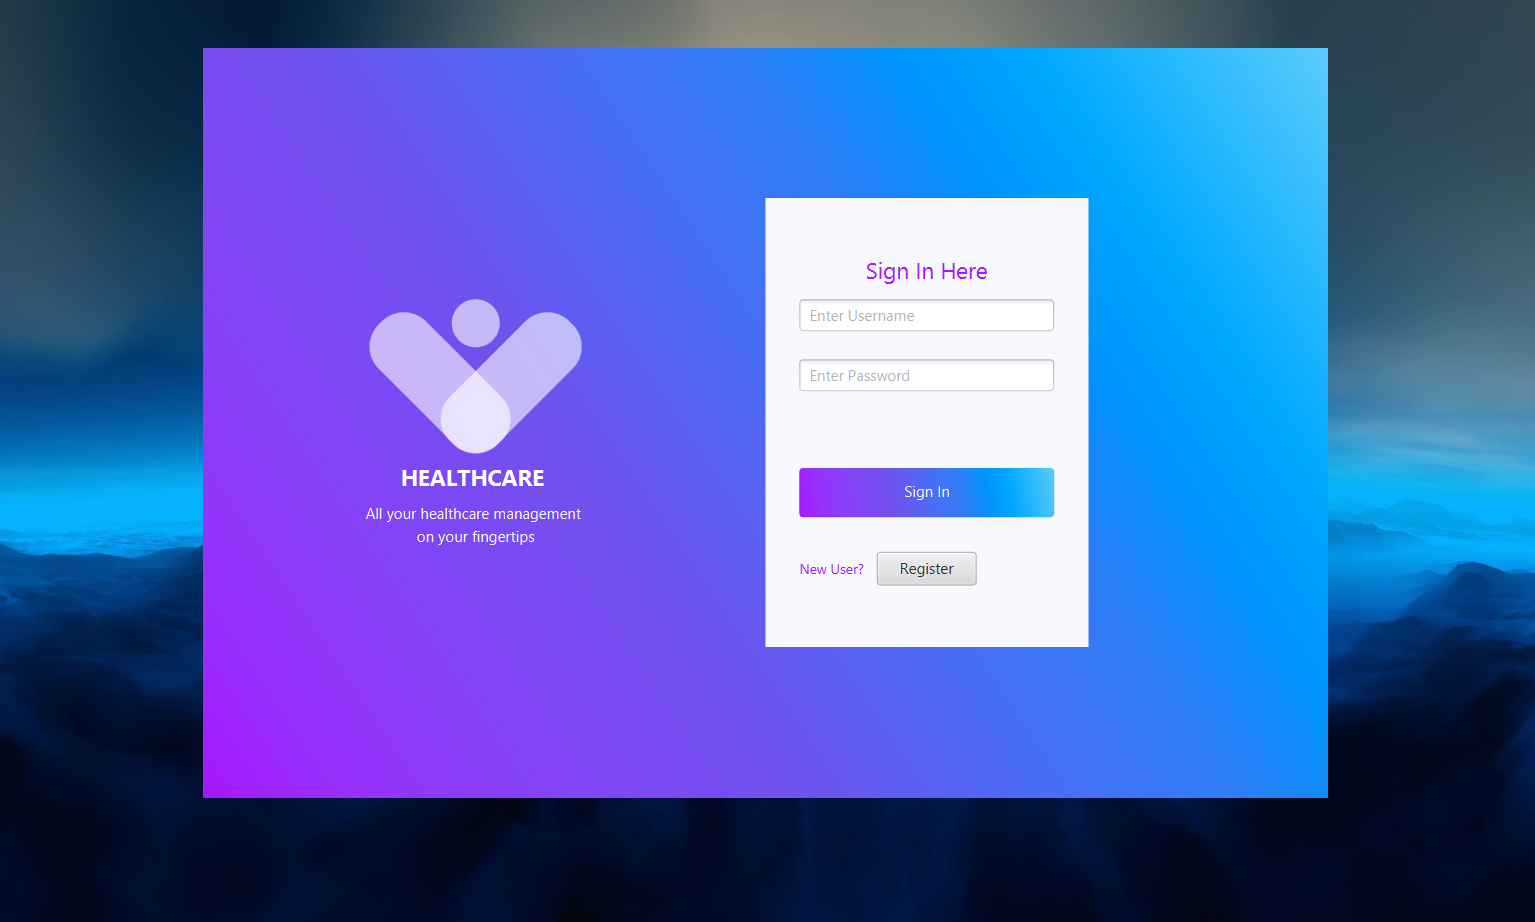 HEALTHCARE
All your healthcare management
on your fingertips
Sign In Here
Enter Username
Enter Password
Sign In
New User?
Register